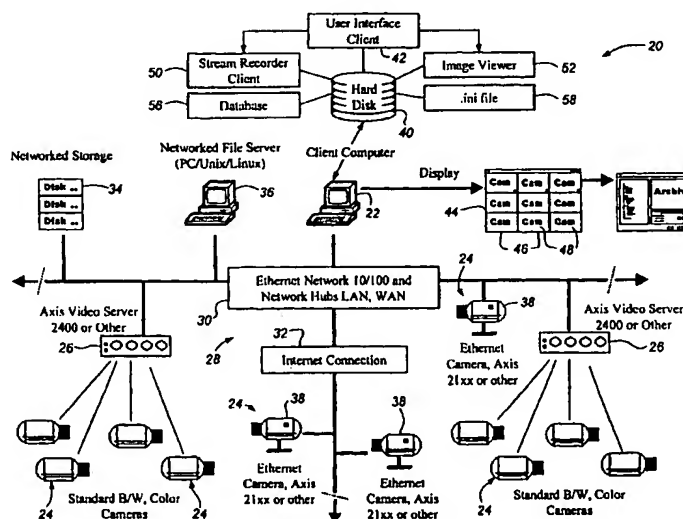 User Interface
Client
20
42
50
Stream Recorder
Client
Image Viewer
52
56
Database
Hard
Disk
.ini file
58
40
Networked Storage
Networked File Server
(PC/Unix/Linux)
Client Computer
Display
Disk ..
Disk ..
Disk ..
34
36
22
44
Cam Cam Cam
Cam Cam Cam
Cam Cam Cam
46
48
Ethernet Network 10/100 and
Network Hubs LAN, WAN
30
24
38
Axis Video Server
2400 or Other
26
32
28
Internet Connection
Ethernet
Camera, Axis
21xx or other
Axis Video Server
2400 or Other
26
24
38
38
Ethernet
Camera, Axis
21xx or other
Ethernet
Camera, Axis
21xx or other
24
Standard B/W, Color
Cameras
24
24
Standard B/W, Color
Cameras
24